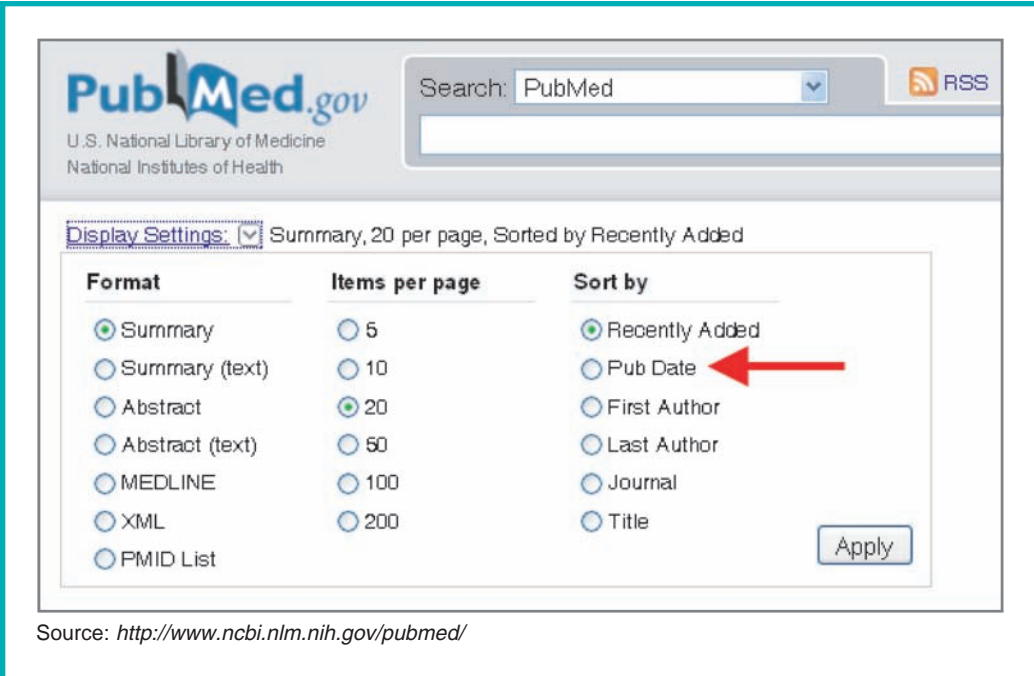 PubMed.gov
U.S. National Library of Medicine
National Institutes of Health
Search: PubMed
RSS
Display Settings: Summary, 20 per page, Sorted by Recently Added
Format
Summary
Summary (text)
Abstract
Abstract (text)
MEDLINE
XML
PMID List
Items per page
5
10
20
50
100
200
Sort by
Recently Added
Pub Date
First Author
Last Author
Journal
Title
Apply
Source: http://www.ncbi.nlm.nih.gov/pubmed/